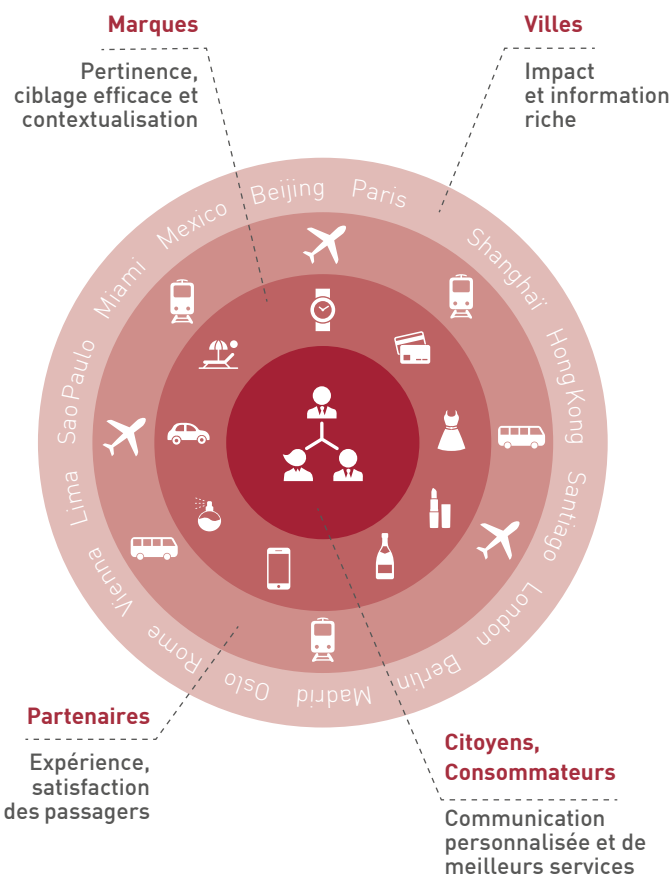 Marques
Pertinence,
ciblage efficace et
contextualisation
Villes
Impact
et information
riche
Beijing
Paris
Shanghaï
Hong Kong
Santiago
London
Berlin
Madrid
Oslo
Rome
Vienna
Lima
Sao Paulo
Miami
Mexico
Partenaires
Expérience,
satisfaction
des passagers
Citoyens,
Consommateurs
Communication
personnalisée et de
meilleurs services